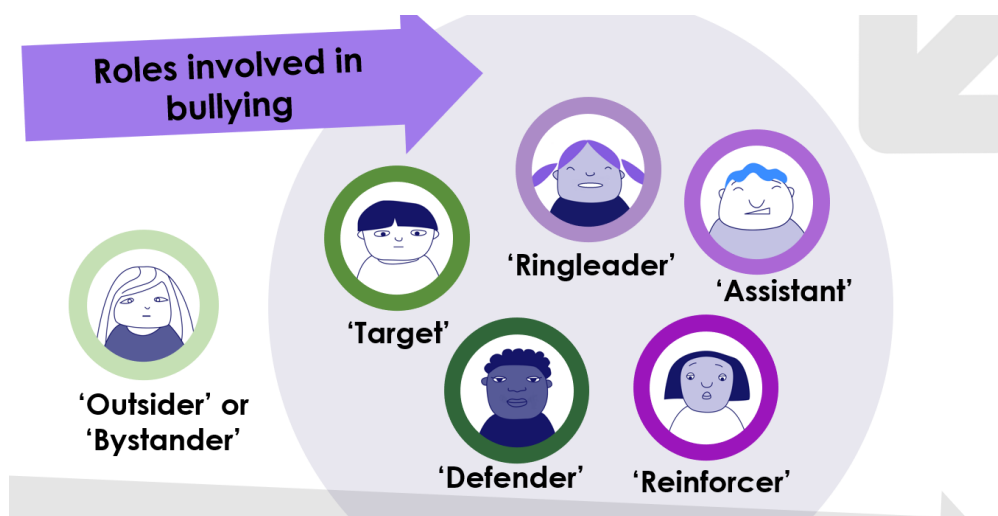 Roles involved in
bullying
‘Ringleader’
‘Assistant’
‘Target’
‘Outsider’ or
‘Bystander’
‘Defender’
‘Reinforcer’